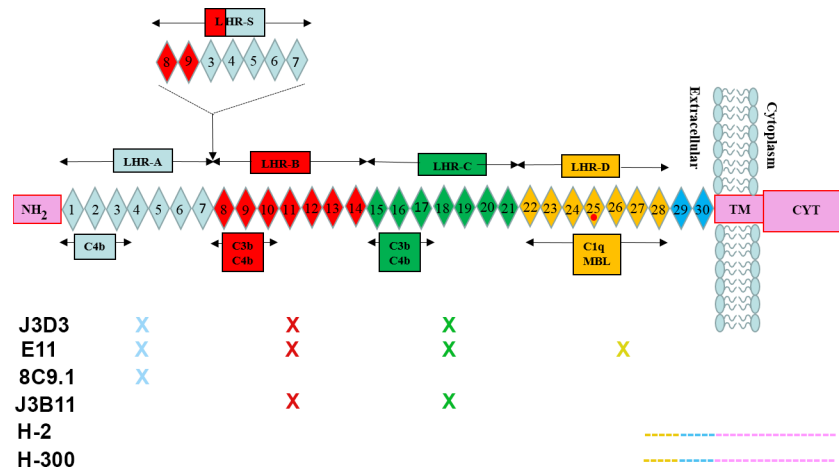 LHR-S
8 9 3 4 5 6 7
Extracellular
Cytoplasm
LHR-A LHR-B LHR-C LHR-D
NH2 1 2 3 4 5 6 7 8 9 10 11 12 13 14 15 16 17 18 19 20 21 22 23 24 25 26 27 28 29 30 TM CYT
C4b C3b C3b C1q
C4b C4b MBL
J3D3 X X X
E11 X X X X
8C9.1 X
J3B11 X X
H-2
H-300